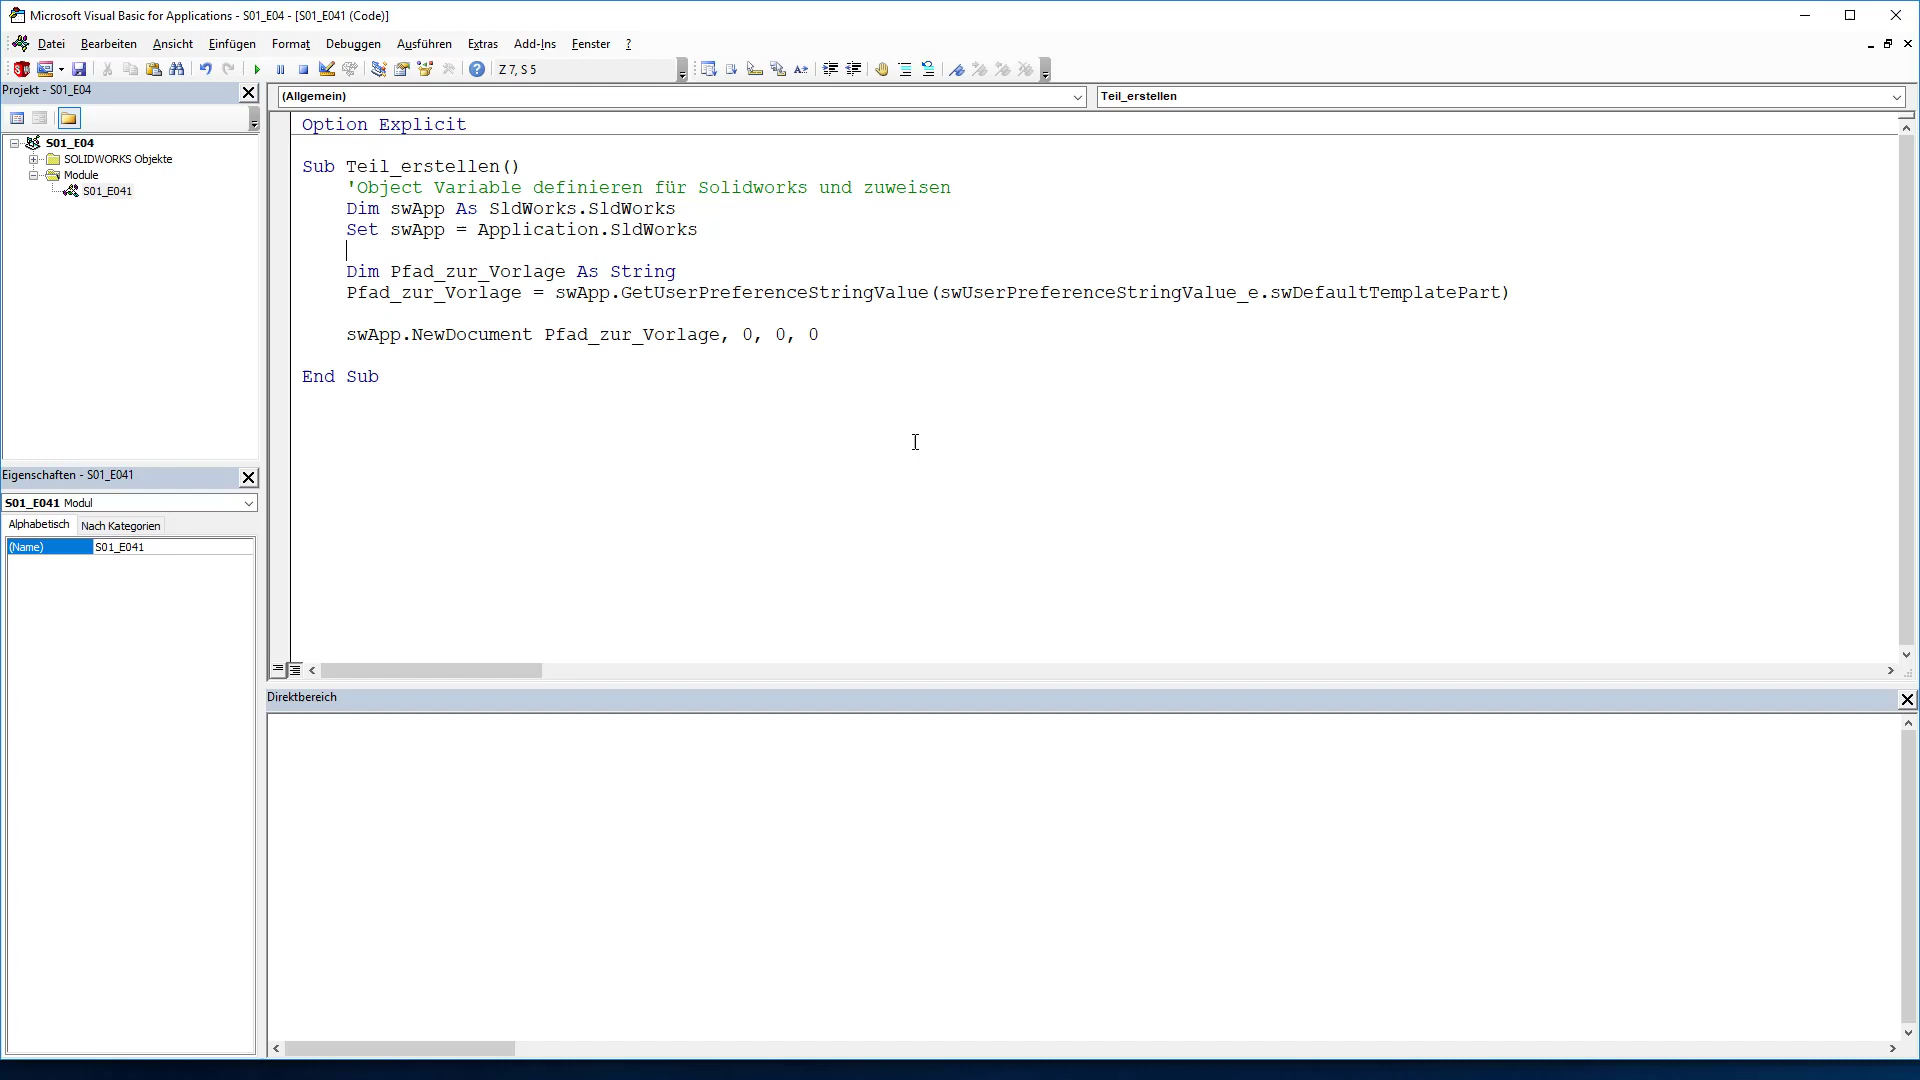 Microsoft Visual Basic for Applications - S01_E04 - [S01_E041 (Code)]
Datei Bearbeiten Ansicht Einfügen Format Debuggen Ausführen Extras Add-Ins Fenster ?
Z 7, S 5
Projekt - S01_E04
(Allgemein)
Teil_erstellen
S01_E04
SOLIDWORKS Objekte
Module
S01_E041
Option Explicit
Sub Teil_erstellen()
'Object Variable definieren für Solidworks und zuweisen
Dim swApp As SldWorks.SldWorks
Set swApp = Application.SldWorks
Dim Pfad_zur_Vorlage As String
Pfad_zur_Vorlage = swApp.GetUserPreferenceStringValue(swUserPreferenceStringValue_e.swDefaultTemplatePart)
swApp.NewDocument Pfad_zur_Vorlage, 0, 0, 0
End Sub
Eigenschaften - S01_E041
S01_E041 Modul
Alphabetisch Nach Kategorien
(Name) S01_E041
Direktbereich